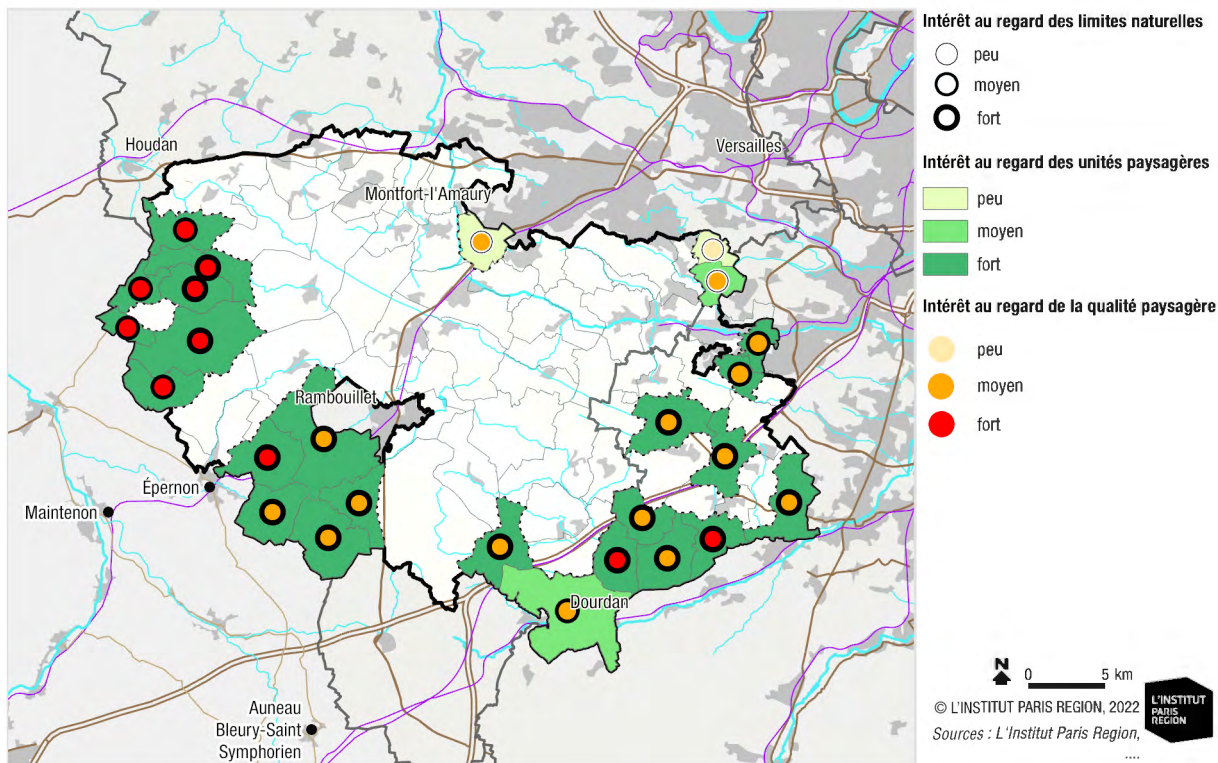 Houdan
Versailles
Montfort-l'Amaury
Rambouillet
Épernon
Maintenon
Dourdan
Auneau
Bleury-Saint
Symphorien
Intérêt au regard des limites naturelles
peu
moyen
fort
Intérêt au regard des unités paysagères
peu
moyen
fort
Intérêt au regard de la qualité paysagère
peu
moyen
fort
N
0 5 km
© L'INSTITUT PARIS REGION, 2022
Sources : L'Institut Paris Region,
....
L'INSTITUT
PARIS
REGION